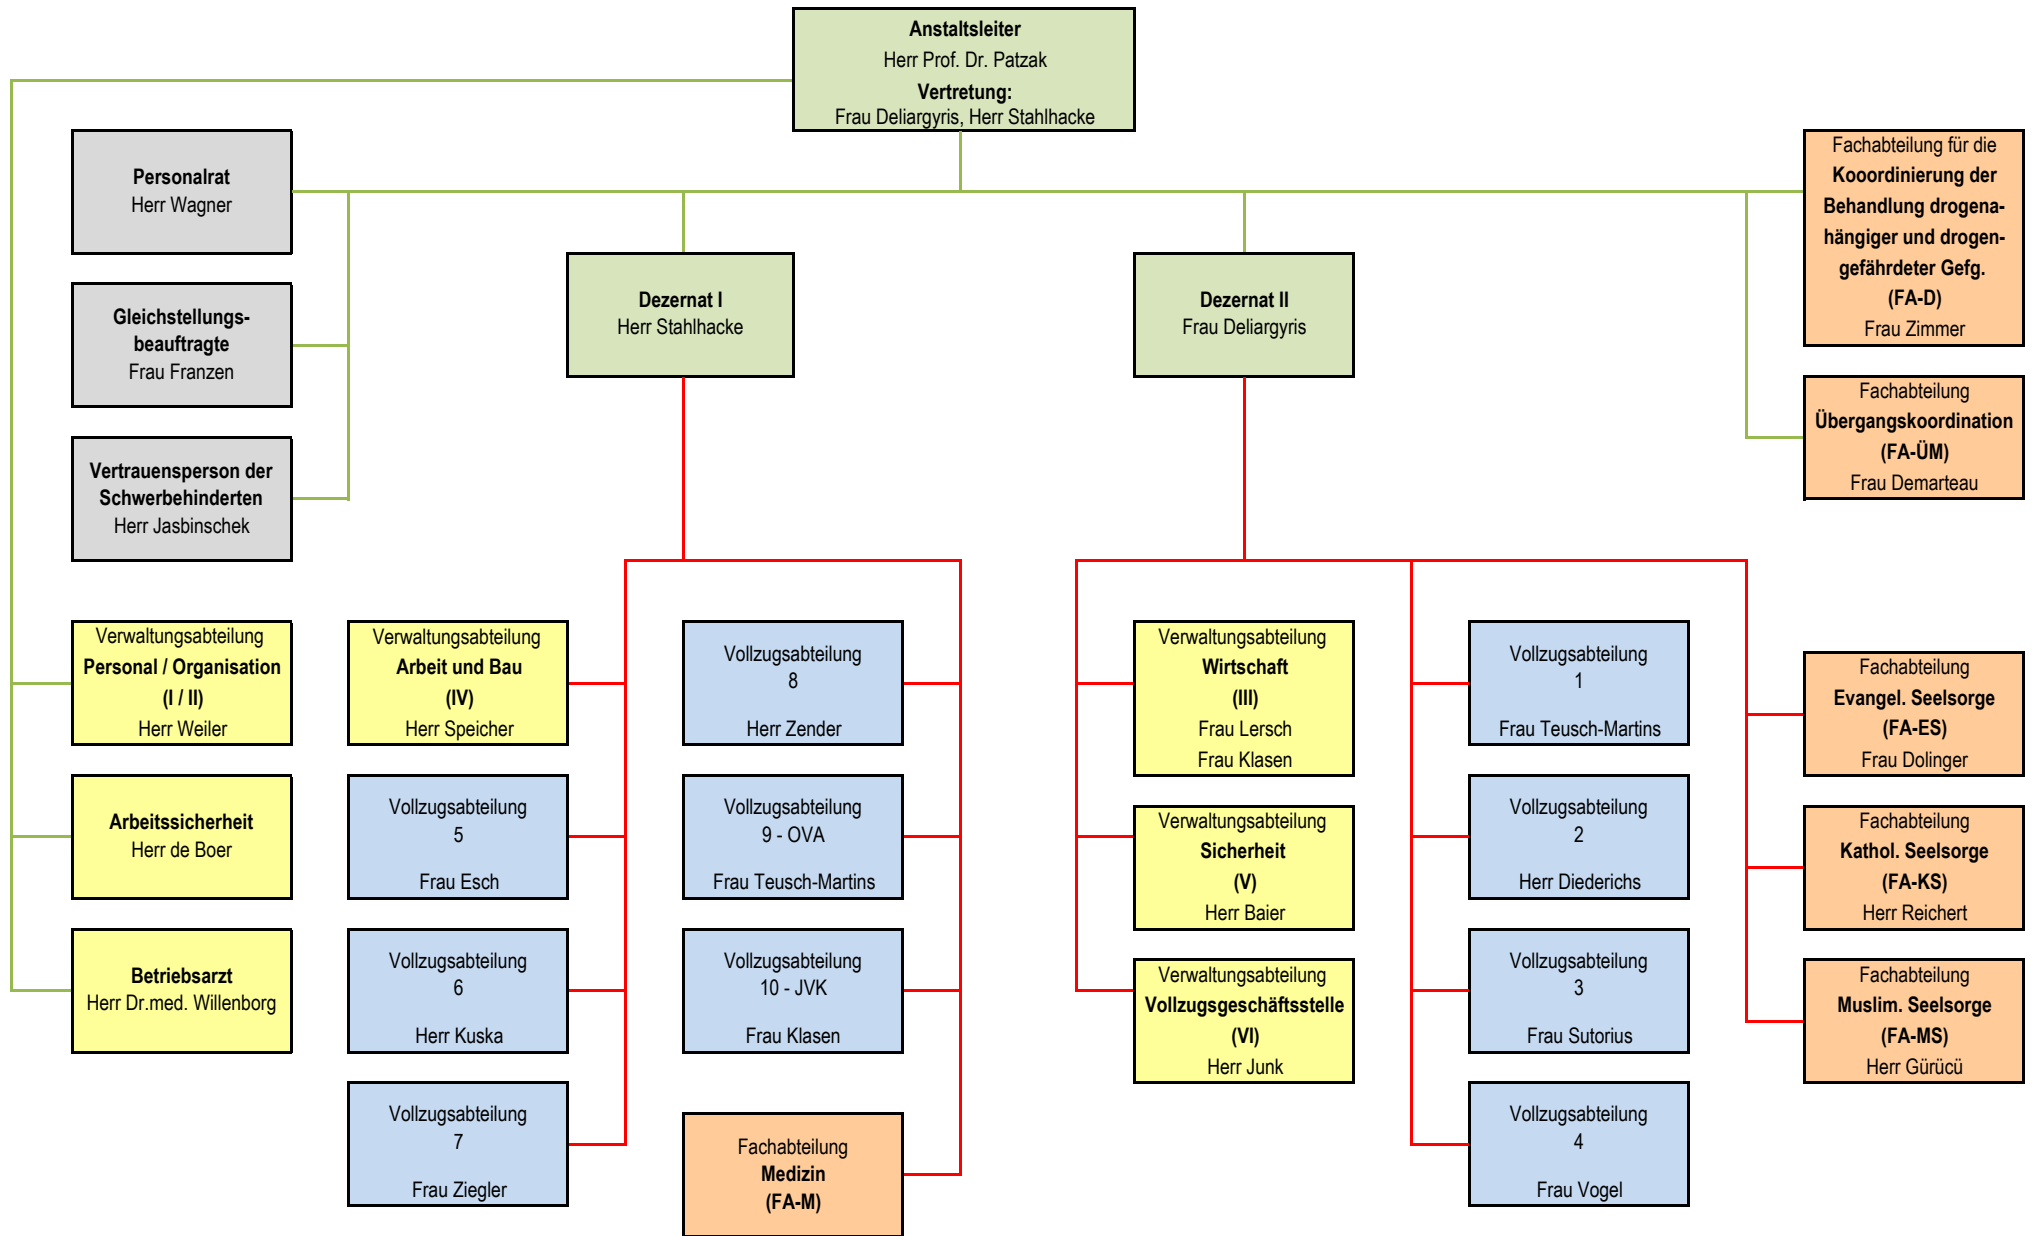 Anstaltsleiter
Herr Prof. Dr. Patzak
Vertretung:
Frau Deliargyris, Herr Stahlhacke
Personalrat
Herr Wagner
Gleichstellungs-
beauftragte
Frau Franzen
Vertrauensperson der
Schwerbehinderten
Herr Jasbinschek
Dezernat I
Herr Stahlhacke
Dezernat II
Frau Deliargyris
Fachabteilung für die
Kooordinierung der
Behandlung drogena-
hängiger und drogen-
gefährdeter Gefg.
(FA-D)
Frau Zimmer
Fachabteilung
Übergangskoordination
(FA-ÜM)
Frau Demarteau
Verwaltungsabteilung
Personal / Organisation
(I / II)
Herr Weiler
Arbeitssicherheit
Herr de Boer
Betriebsarzt
Herr Dr.med. Willenborg
Verwaltungsabteilung
Arbeit und Bau
(IV)
Herr Speicher
Vollzugsabteilung
5
Frau Esch
Vollzugsabteilung
6
Herr Kuska
Vollzugsabteilung
7
Frau Ziegler
Vollzugsabteilung
8
Herr Zender
Vollzugsabteilung
9 - OVA
Frau Teusch-Martins
Vollzugsabteilung
10 - JVK
Frau Klasen
Fachabteilung
Medizin
(FA-M)
Verwaltungsabteilung
Wirtschaft
(III)
Frau Lersch
Frau Klasen
Verwaltungsabteilung
Sicherheit
(V)
Herr Baier
Verwaltungsabteilung
Vollzugsgeschäftsstelle
(VI)
Herr Junk
Vollzugsabteilung
1
Frau Teusch-Martins
Vollzugsabteilung
2
Herr Diederichs
Vollzugsabteilung
3
Frau Sutorius
Vollzugsabteilung
4
Frau Vogel
Fachabteilung
Evangel. Seelsorge
(FA-ES)
Frau Dolinger
Fachabteilung
Kathol. Seelsorge
(FA-KS)
Herr Reichert
Fachabteilung
Muslim. Seelsorge
(FA-MS)
Herr Gürücü